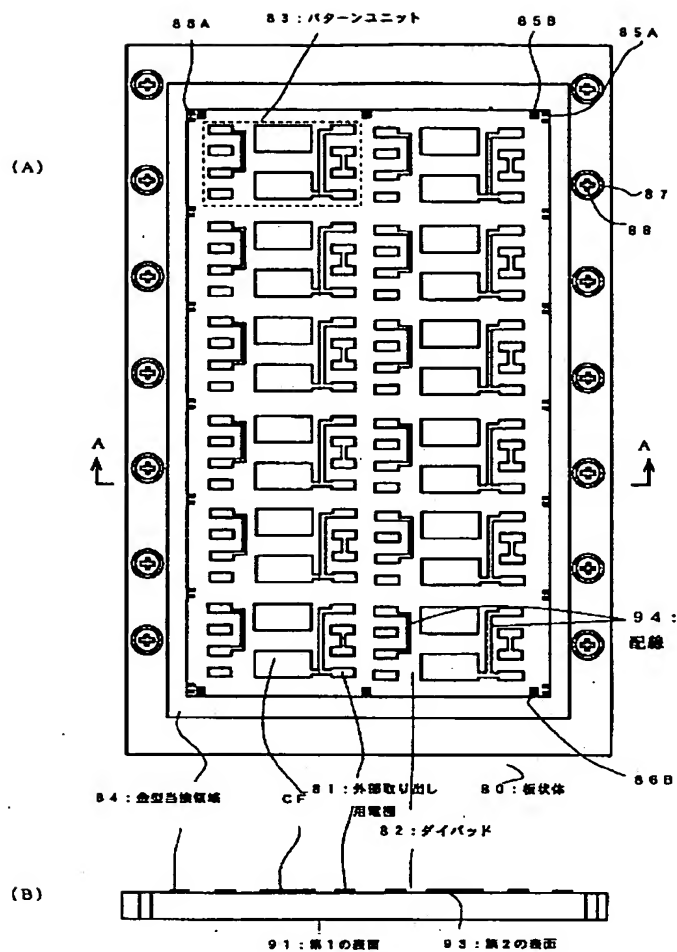 88A
83：パターンユニット
85B
85A
(A)
87
88
A
A
94：
配線
86B
84：金型当接領域
CF
81：外部取り出し
用電極
80：板状体
82：ダイパッド
(B)
91：第1の表面
93：第2の表面